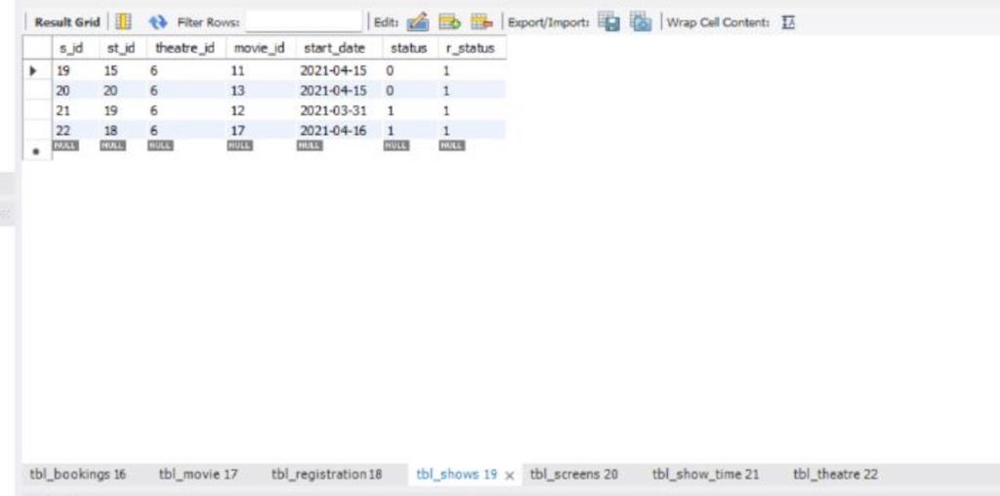 Result Grid Filter Rows: Edit: Export/Import: Wrap Cell Content:
s_id st_id theatre_id movie_id start_date status r_status
19 15 6 11 2021-04-15 0 1
20 20 6 13 2021-04-15 0 1
21 19 6 12 2021-03-31 1 1
22 18 6 17 2021-04-16 1 1
NULL NULL NULL NULL NULL NULL NULL
tbl_bookings 16 tbl_movie 17 tbl_registration 18 tbl_shows 19 tbl_screens 20 tbl_show_time 21 tbl_theatre 22